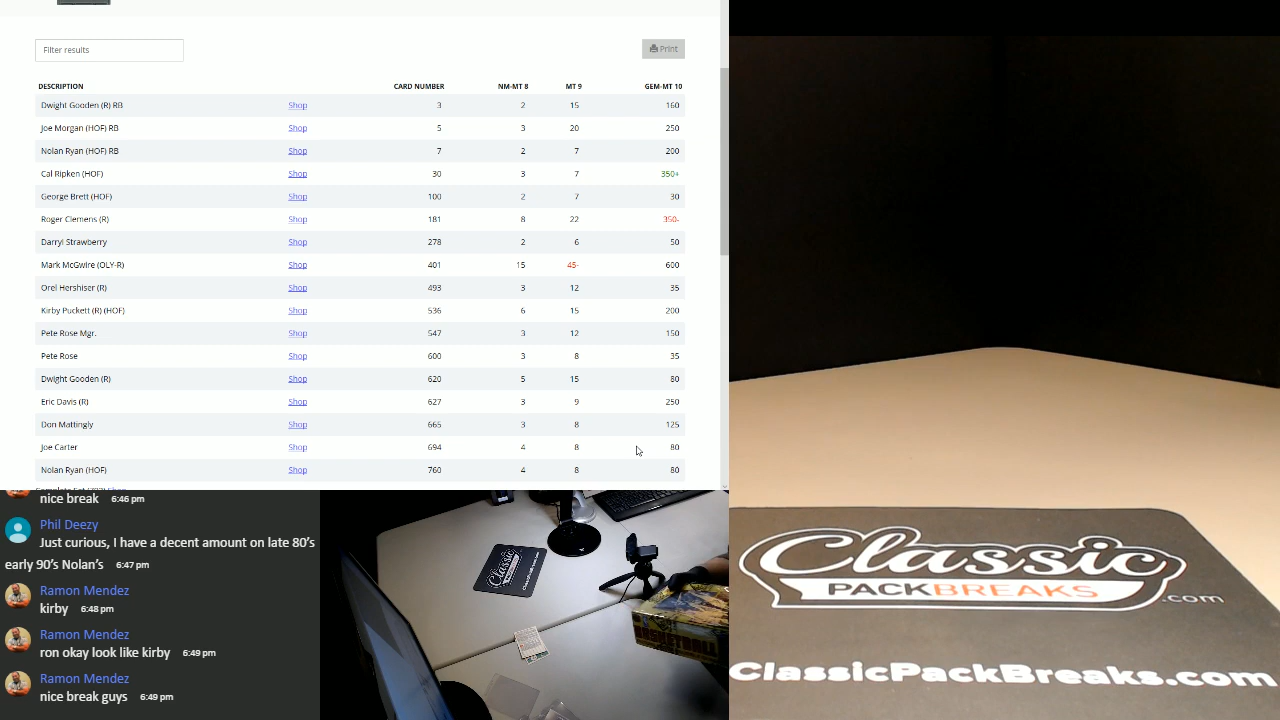 Filter results
Print
DESCRIPTION CARD NUMBER NM-MT 8 MT 9 GEM-MT 10
Dwight Gooden (R) RB Shop 3 2 15 160
Joe Morgan (HOF) RB Shop 5 3 20 250
Nolan Ryan (HOF) RB Shop 7 2 7 200
Cal Ripken (HOF) Shop 30 3 7 350+
George Brett (HOF) Shop 100 2 7 30
Roger Clemens (R) Shop 181 8 22 350-
Darryl Strawberry Shop 278 2 6 50
Mark McGwire (OLY-R) Shop 401 15 45- 600
Orel Hershiser (R) Shop 493 3 12 35
Kirby Puckett (R) (HOF) Shop 536 6 15 200
Pete Rose Mgr. Shop 547 3 12 150
Pete Rose Shop 600 3 8 35
Dwight Gooden (R) Shop 620 5 15 80
Eric Davis (R) Shop 627 3 9 250
Don Mattingly Shop 665 3 8 125
Joe Carter Shop 694 4 8 80
Nolan Ryan (HOF) Shop 760 4 8 80
nice break 6:46 pm
Phil Deezy
Just curious, I have a decent amount on late 80's
early 90's Nolan's 6:47 pm
Ramon Mendez
kirby 6:48 pm
Ramon Mendez
ron okay look like kirby 6:49 pm
Ramon Mendez
nice break guys 6:49 pm
Classic
Classic
PACKBREAKS
.com
ClassicPackBreaks.com